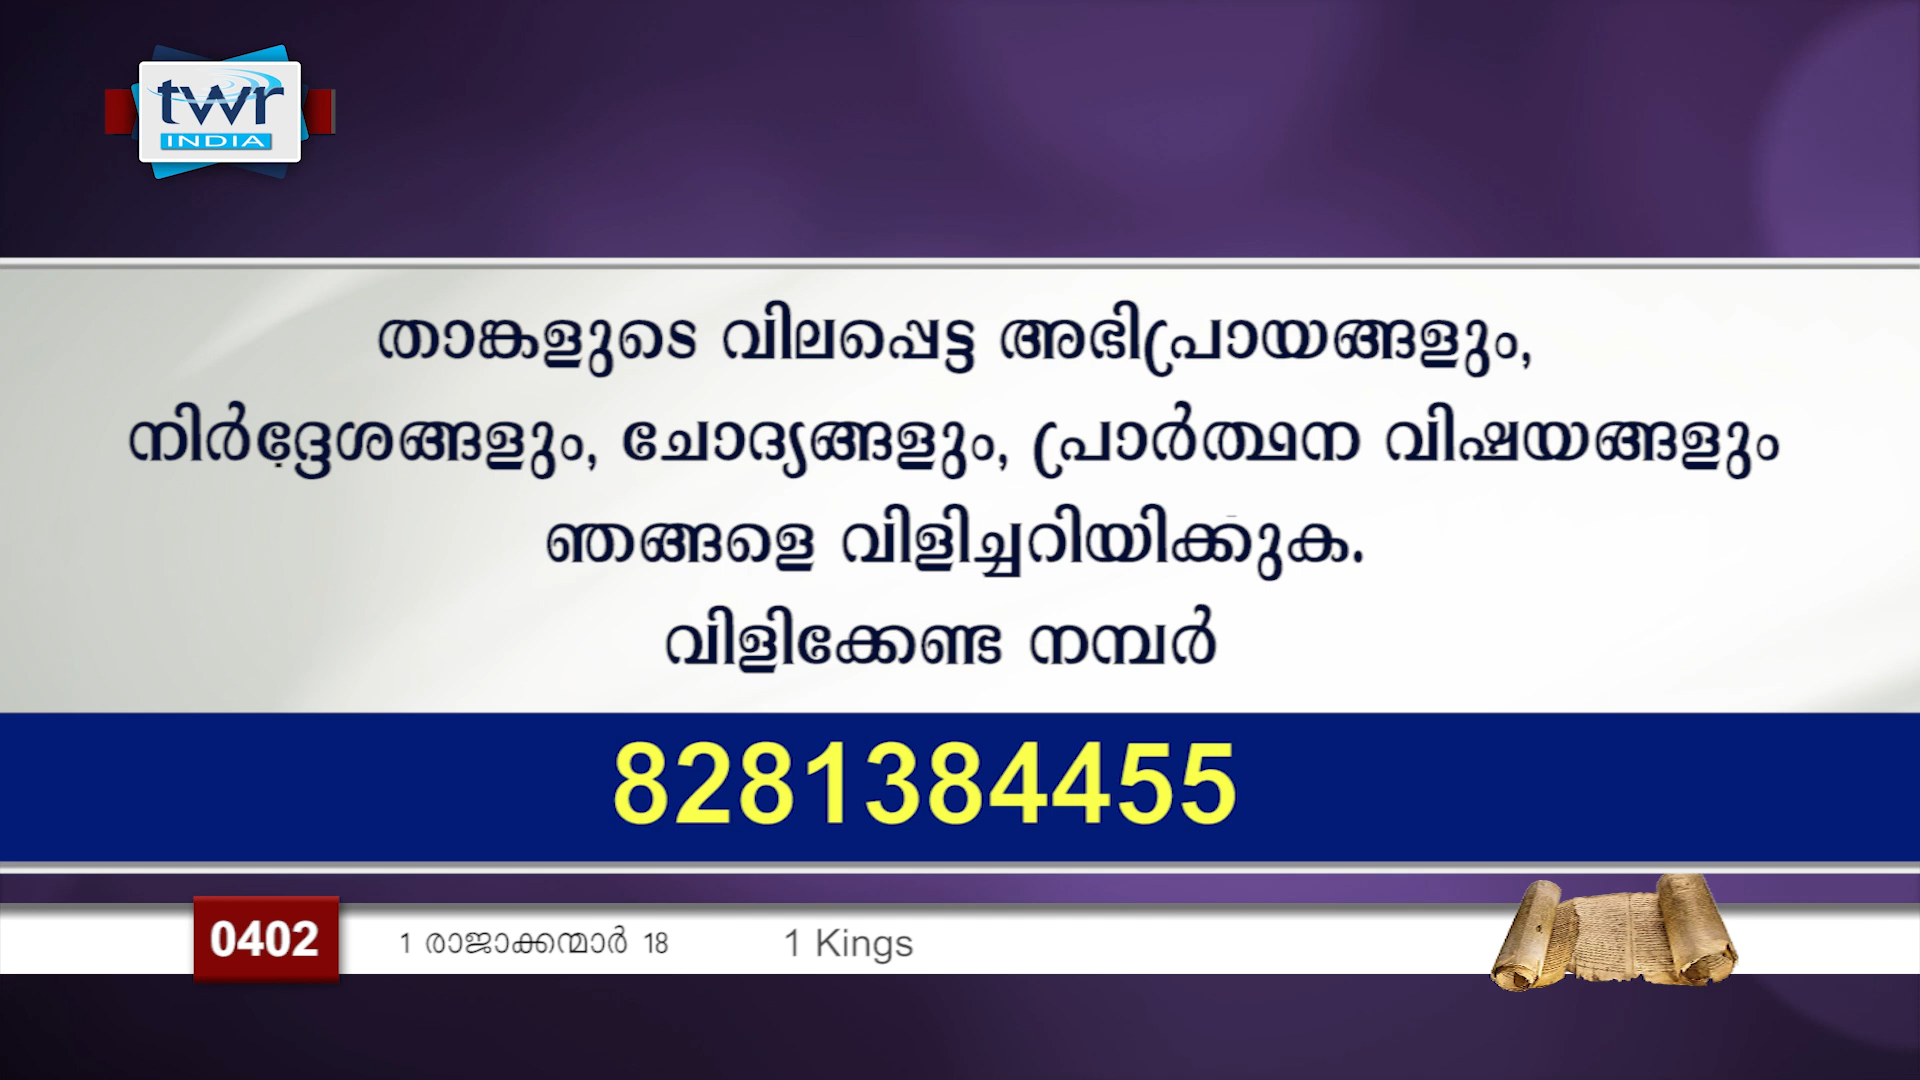 twr
INDIA
താങ്കളുടെ വിലപ്പെട്ട അഭിപ്രായങ്ങളും,
നിർദ്ദേശങ്ങളും, ചോദ്യങ്ങളും, പ്രാർത്ഥന വിഷയങ്ങളും
ഞങ്ങളെ വിളിച്ചറിയിക്കുക.
വിളിക്കേണ്ട നമ്പർ
8281384455
0402 1 രാജാക്കന്മാർ 18 1 Kings